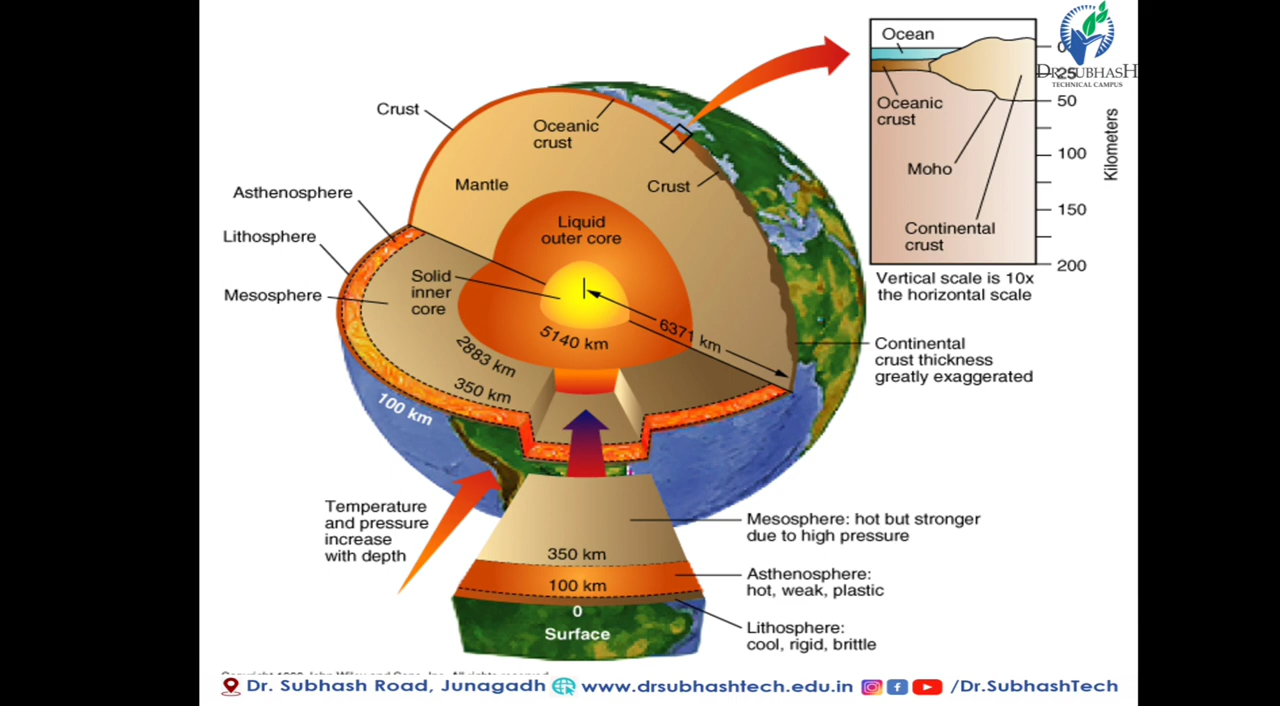 Ocean
0
DR. SUBHASH
TECHNICAL CAMPUS
25
Oceanic
crust
50
Moho
100
Kilometers
150
Continental
crust
200
Vertical scale is 10x
the horizontal scale
Crust
Oceanic
crust
Mantle
Crust
Asthenosphere
Lithosphere
Mesosphere
Liquid
outer core
Solid
inner
core
5140 km
6371 km
2883 km
350 km
100 km
Continental
crust thickness
greatly exaggerated
Temperature
and pressure
increase
with depth
Mesosphere: hot but stronger
due to high pressure
350 km
Asthenosphere:
hot, weak, plastic
100 km
0
Surface
Lithosphere:
cool, rigid, brittle
Dr. Subhash Road, Junagadh www.drsubhashtech.edu.in /Dr.SubhashTech